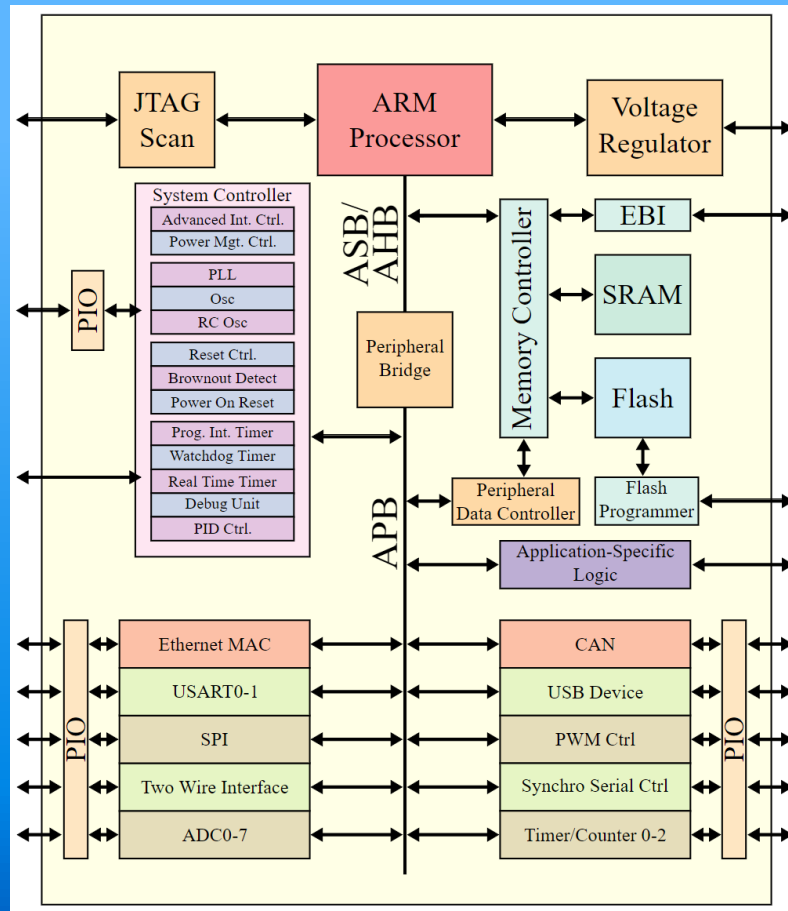 JTAG
Scan
ARM
Processor
Voltage
Regulator
System Controller
Advanced Int. Ctrl.
Power Mgt. Ctrl.
PLL
Osc
RC Osc
Reset Ctrl.
Brownout Detect
Power On Reset
Prog. Int. Timer
Watchdog Timer
Real Time Timer
Debug Unit
PID Ctrl.
PIO
ASB/
AHB
Peripheral
Bridge
APB
Memory Controller
EBI
SRAM
Flash
Peripheral
Data Controller
Flash
Programmer
Application-Specific
Logic
PIO
Ethernet MAC
USART0-1
SPI
Two Wire Interface
ADC0-7
CAN
USB Device
PWM Ctrl
Synchro Serial Ctrl
Timer/Counter 0-2
PIO